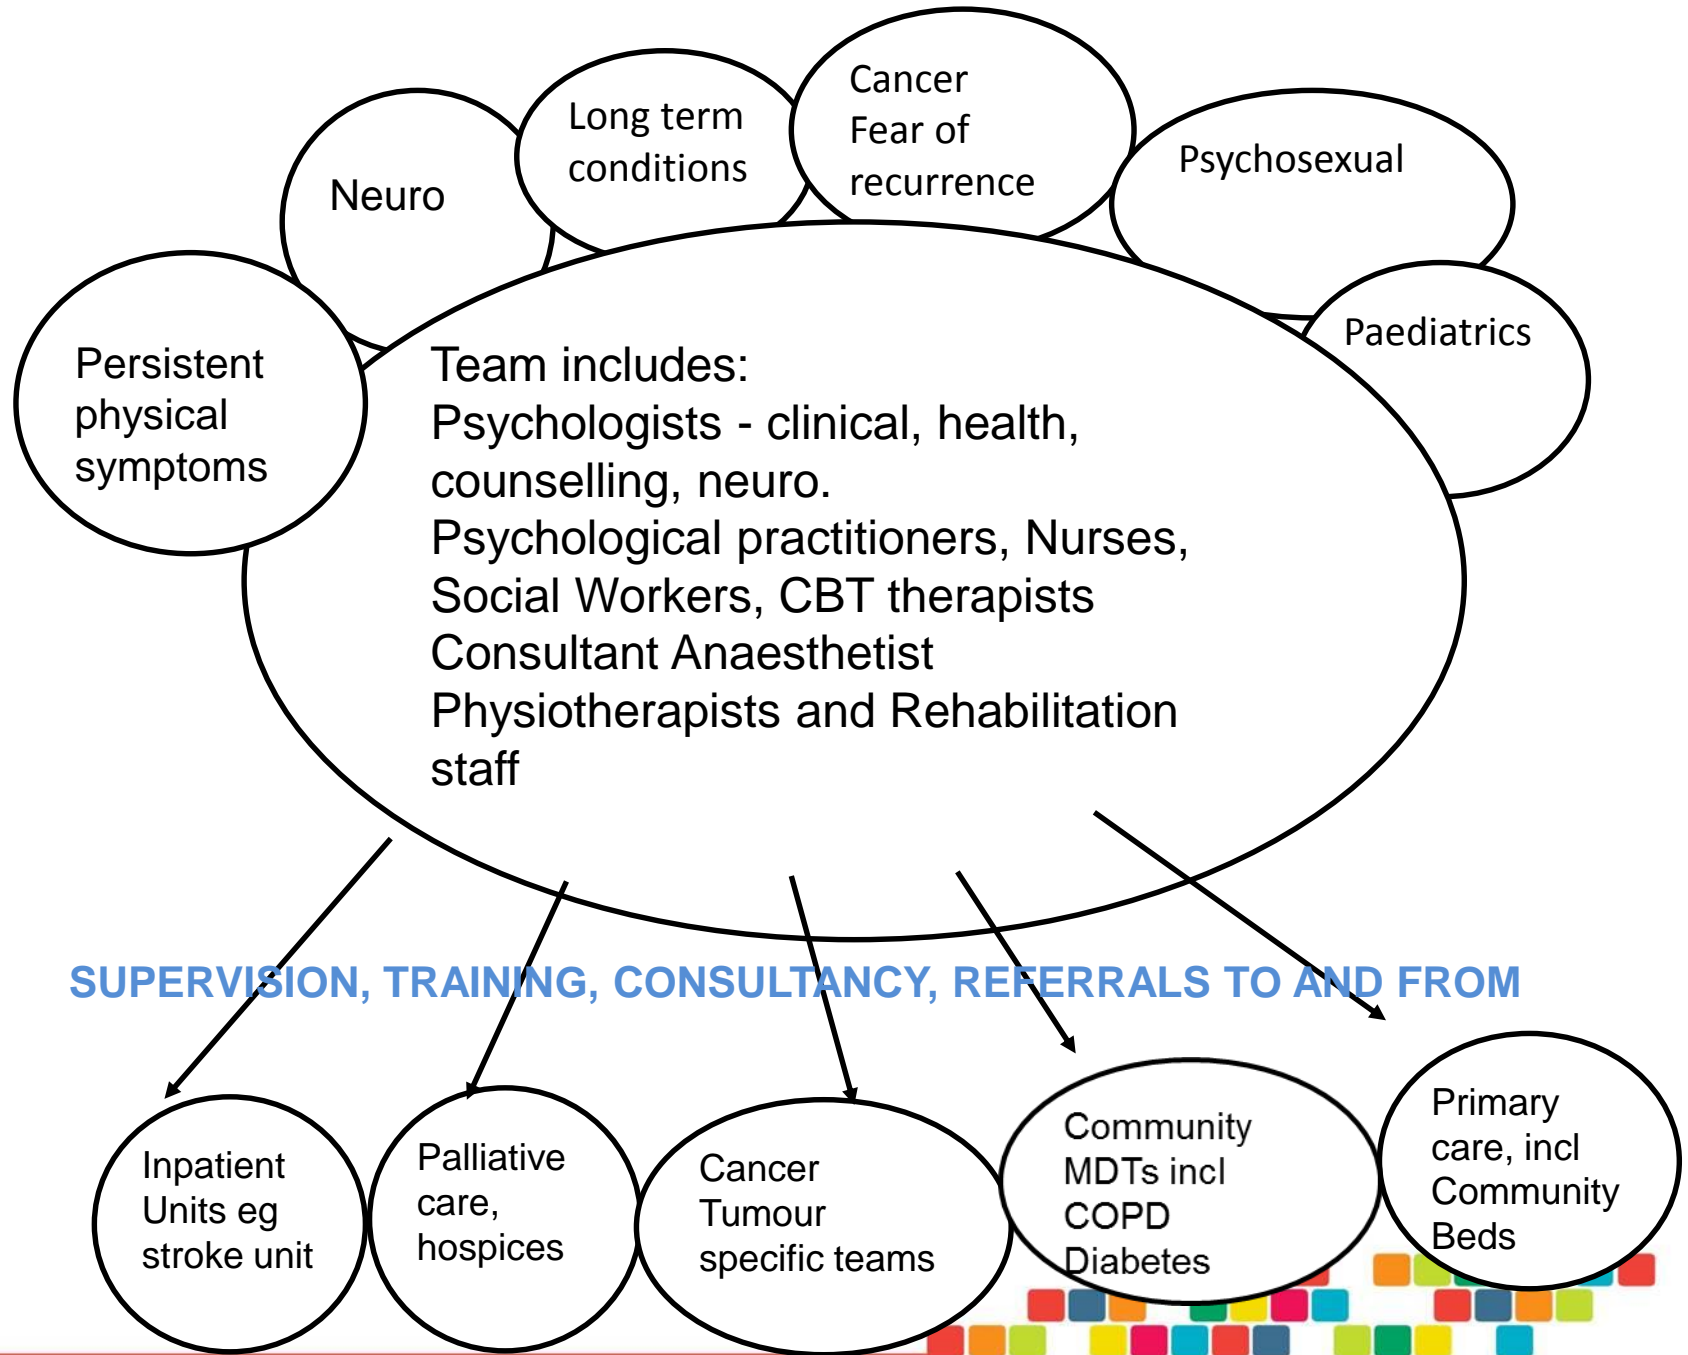 Cancer
Fear of
recurrence
Long term
conditions
Psychosexual
Neuro
Paediatrics
Persistent
physical
symptoms
Team includes:
Psychologists - clinical, health,
counselling, neuro.
Psychological practitioners, Nurses,
Social Workers, CBT therapists
Consultant Anaesthetist
Physiotherapists and Rehabilitation
staff
SUPERVISION, TRAINING, CONSULTANCY, REFERRALS TO AND FROM
Inpatient
Units eg
stroke unit
Palliative
care,
hospices
Cancer
Tumour
specific teams
Community
MDTs incl
COPD
Diabetes
Primary
care, incl
Community
Beds